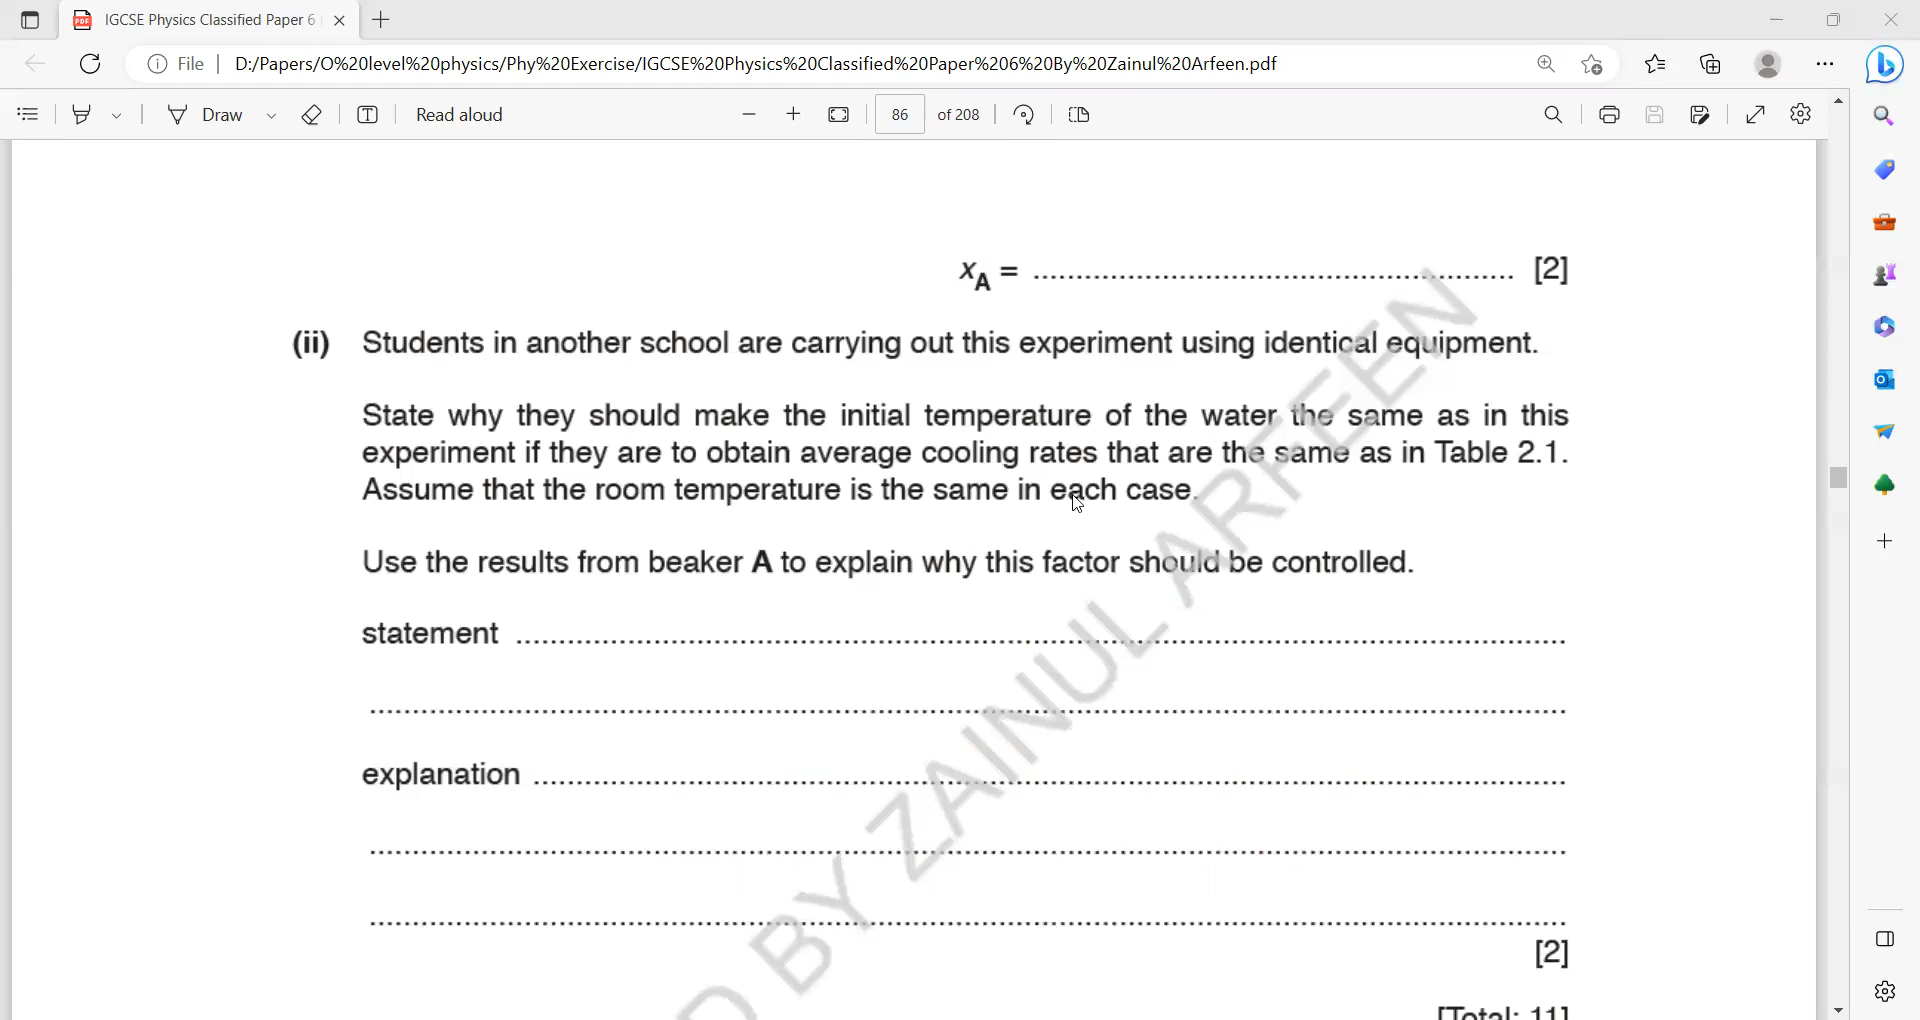 IGCSE Physics Classified Paper 6
File
D:/Papers/O%20level%20physics/Phy%20Exercise/IGCSE%20Physics%20Classified%20Paper%206%20By%20Zainul%20Arfeen.pdf
Draw
Read aloud
86 of 208
xA = .......... [2]
(ii) Students in another school are carrying out this experiment using identical equipment.
State why they should make the initial temperature of the water the same as in this
experiment if they are to obtain average cooling rates that are the same as in Table 2.1.
Assume that the room temperature is the same in each case.
Use the results from beaker A to explain why this factor should be controlled.
statement ..........
explanation ..........
[2]
[Total: 11]
D BY ZAINUL ARFEEN